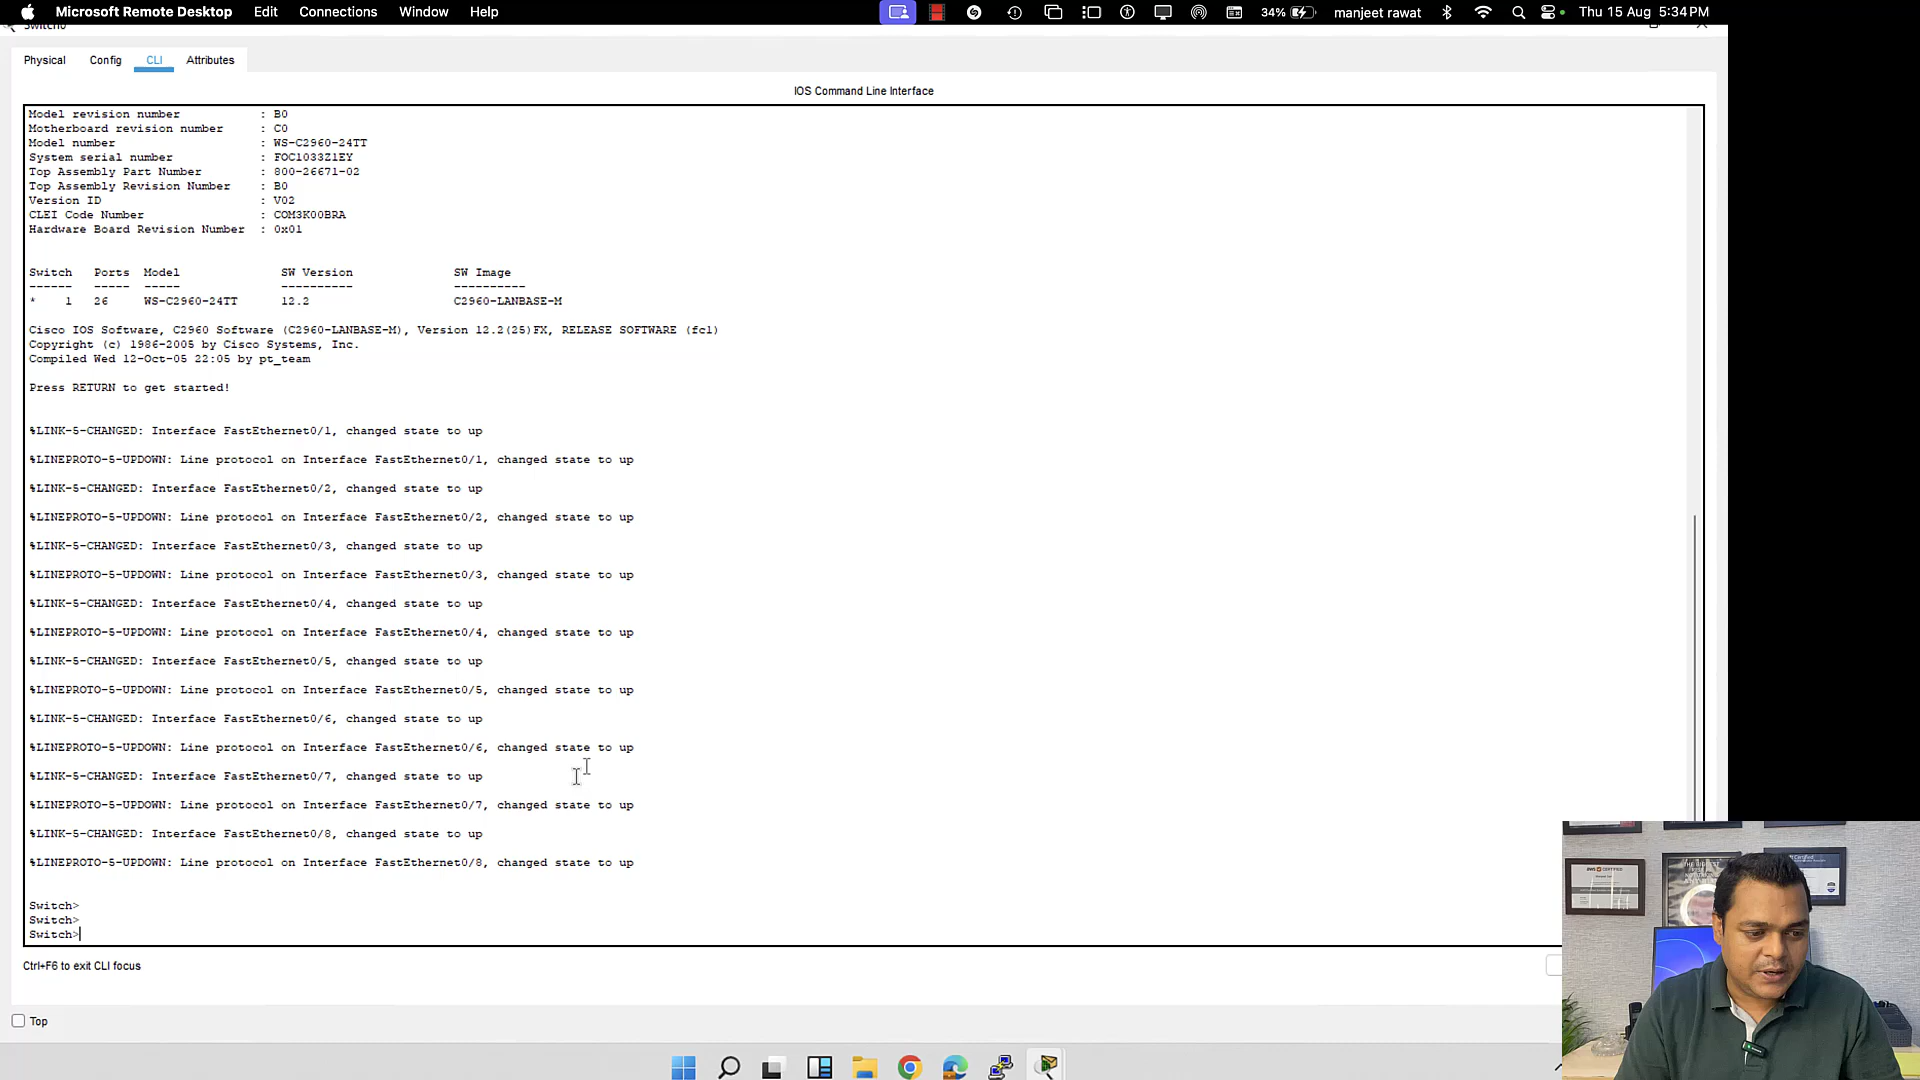 Microsoft Remote Desktop Edit Connections Window Help 34% manjeet rawat Thu 15 Aug 5:34 PM
Switch0
Physical Config CLI Attributes
IOS Command Line Interface
Model revision number : B0
Motherboard revision number : C0
Model number : WS-C2960-24TT
System serial number : FOC1033Z1EY
Top Assembly Part Number : 800-26671-02
Top Assembly Revision Number : B0
Version ID : V02
CLEI Code Number : COM3K00BRA
Hardware Board Revision Number : 0x01
Switch Ports Model SW Version SW Image
------ ----- ----- ---------- ----------
* 1 26 WS-C2960-24TT 12.2 C2960-LANBASE-M
Cisco IOS Software, C2960 Software (C2960-LANBASE-M), Version 12.2(25)FX, RELEASE SOFTWARE (fc1)
Copyright (c) 1986-2005 by Cisco Systems, Inc.
Compiled Wed 12-Oct-05 22:05 by pt_team
Press RETURN to get started!
%LINK-5-CHANGED: Interface FastEthernet0/1, changed state to up
%LINEPROTO-5-UPDOWN: Line protocol on Interface FastEthernet0/1, changed state to up
%LINK-5-CHANGED: Interface FastEthernet0/2, changed state to up
%LINEPROTO-5-UPDOWN: Line protocol on Interface FastEthernet0/2, changed state to up
%LINK-5-CHANGED: Interface FastEthernet0/3, changed state to up
%LINEPROTO-5-UPDOWN: Line protocol on Interface FastEthernet0/3, changed state to up
%LINK-5-CHANGED: Interface FastEthernet0/4, changed state to up
%LINEPROTO-5-UPDOWN: Line protocol on Interface FastEthernet0/4, changed state to up
%LINK-5-CHANGED: Interface FastEthernet0/5, changed state to up
%LINEPROTO-5-UPDOWN: Line protocol on Interface FastEthernet0/5, changed state to up
%LINK-5-CHANGED: Interface FastEthernet0/6, changed state to up
%LINEPROTO-5-UPDOWN: Line protocol on Interface FastEthernet0/6, changed state to up
%LINK-5-CHANGED: Interface FastEthernet0/7, changed state to up
%LINEPROTO-5-UPDOWN: Line protocol on Interface FastEthernet0/7, changed state to up
%LINK-5-CHANGED: Interface FastEthernet0/8, changed state to up
%LINEPROTO-5-UPDOWN: Line protocol on Interface FastEthernet0/8, changed state to up
Switch>
Switch>
Switch>
Ctrl+F6 to exit CLI focus
Top